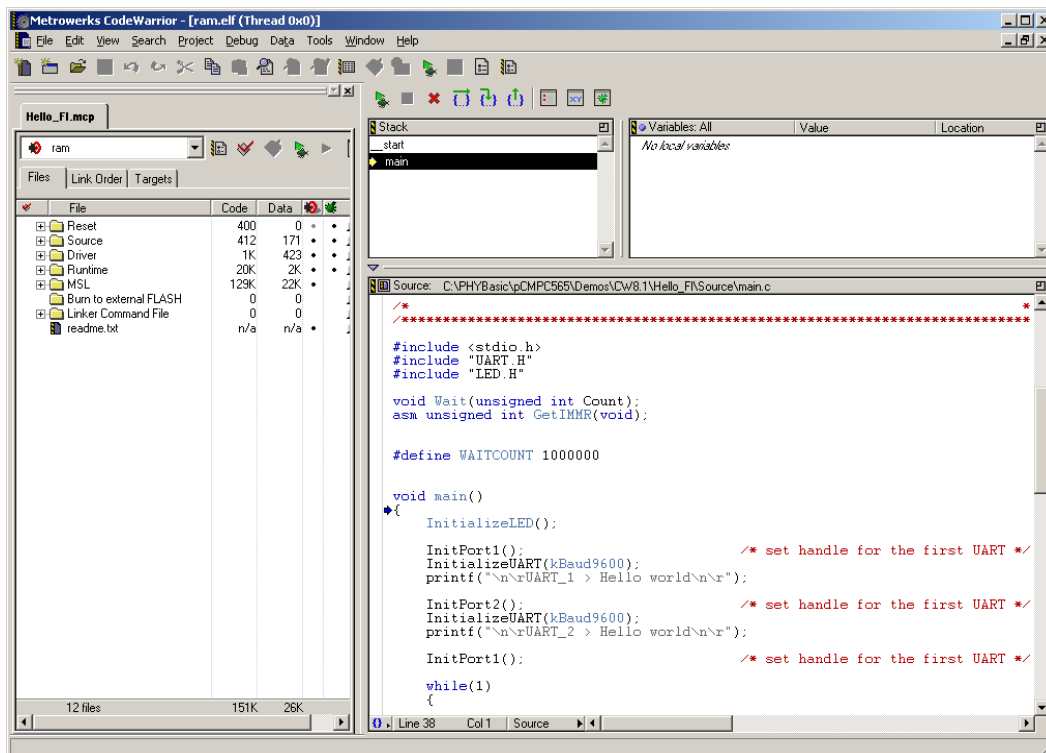 Metrowerks CodeWarrior - [ram.elf (Thread 0x0)]
File Edit View Search Project Debug Data Tools Window Help
Hello_FI.mcp
ram
Files Link Order Targets
File Code Data
Reset 400 0
Source 412 171
Driver 1K 423
Runtime 20K 2K
MSL 129K 22K
Burn to external FLASH 0 0
Linker Command File 0 0
readme.txt n/a n/a
12 files 151K 26K
Stack
__start
main
Variables: All Value Location
No local variables
Source: C:\PHYBasic\pCMPC565\Demos\CW8.1\Hello_FI\Source\main.c
/* *
/**************************************************************************
#include <stdio.h>
#include "UART.H"
#include "LED.H"
void Wait(unsigned int Count);
asm unsigned int GetIMMR(void);
#define WAITCOUNT 1000000
void main()
{
InitializeLED();
InitPort1(); /* set handle for the first UART */
InitializeUART(kBaud9600);
printf("\n\rUART_1 > Hello world\n\r");
InitPort2(); /* set handle for the first UART */
InitializeUART(kBaud9600);
printf("\n\rUART_2 > Hello world\n\r");
InitPort1(); /* set handle for the first UART */
while(1)
{
Line 38 Col 1 Source